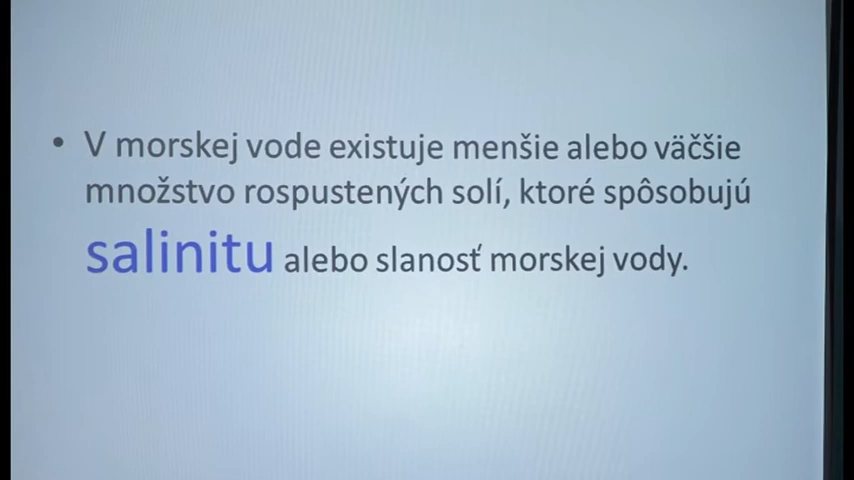 • V morskej vode existuje menšie alebo väčšie
množstvo rospustených solí, ktoré spôsobujú
salinitu alebo slanosť morskej vody.